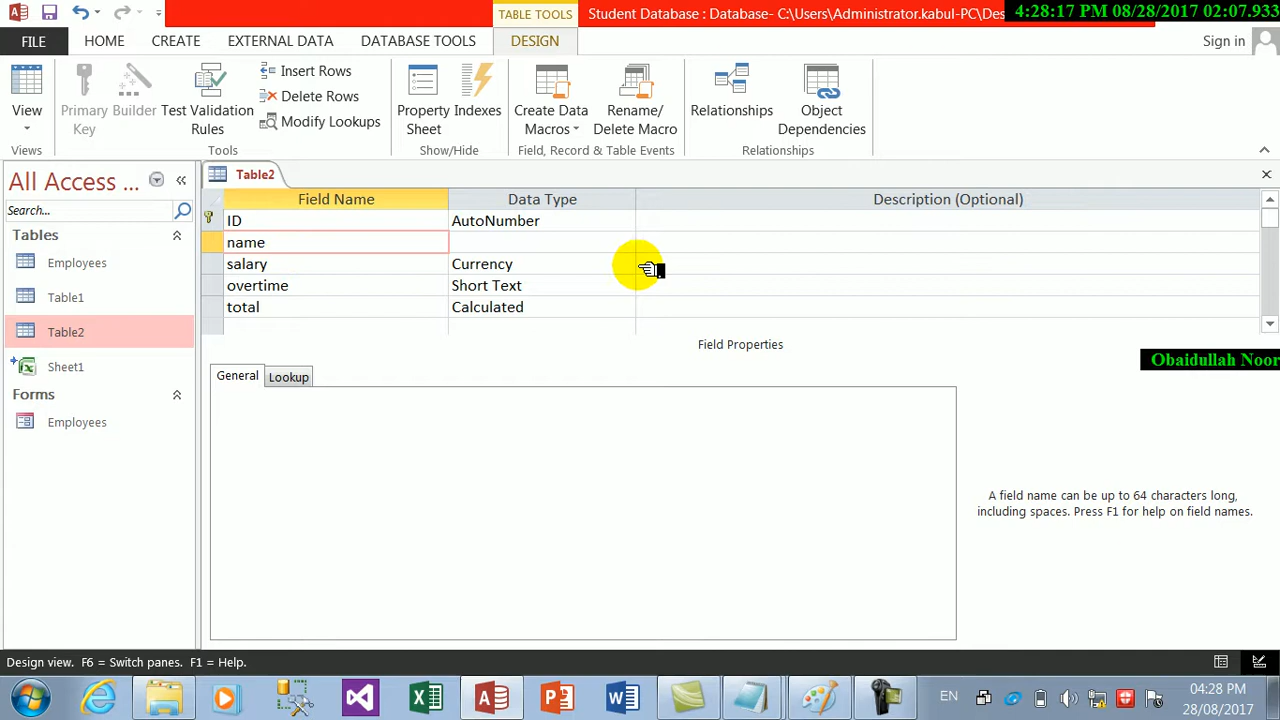 TABLE TOOLS
Student Database : Database- C:\Users\Administrator.kabul-PC\Des
4:28:17 PM 08/28/2017 02:07.933
FILE
HOME
CREATE
EXTERNAL DATA
DATABASE TOOLS
DESIGN
Sign in
View
Primary
Key
Builder
Test Validation
Rules
Insert Rows
Delete Rows
Modify Lookups
Property
Sheet
Indexes
Create Data
Macros
Rename/
Delete Macro
Relationships
Object
Dependencies
Views
Tools
Show/Hide
Field, Record & Table Events
Relationships
All Access ...
Search...
Tables
Employees
Table1
Table2
Sheet1
Forms
Employees
Table2
Field Name
Data Type
Description (Optional)
ID
AutoNumber
name
salary
Currency
overtime
Short Text
total
Calculated
Field Properties
Obaidullah Noor
General
Lookup
A field name can be up to 64 characters long,
including spaces. Press F1 for help on field names.
Design view. F6 = Switch panes. F1 = Help.
EN
04:28 PM
28/08/2017